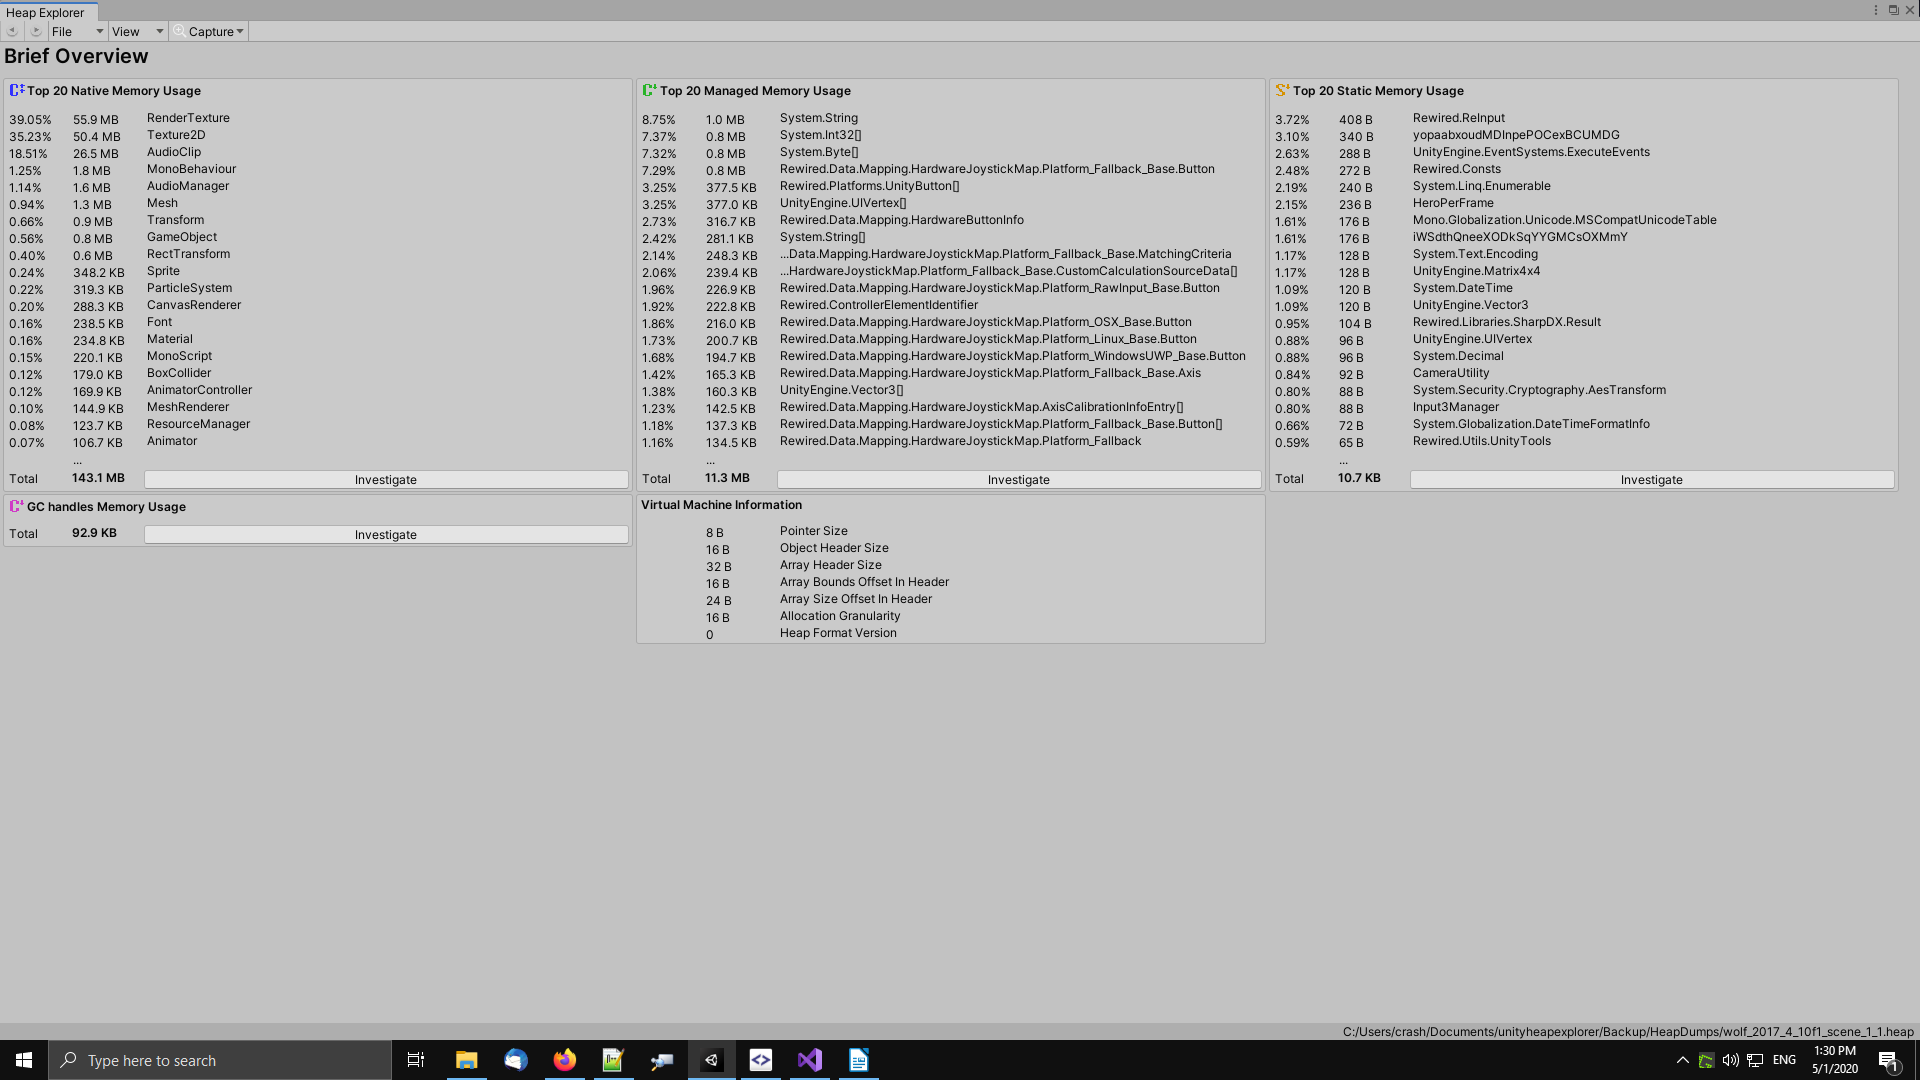 Heap Explorer
File View Capture
Brief Overview
Top 20 Native Memory Usage
39.05% 55.9 MB RenderTexture
35.23% 50.4 MB Texture2D
18.51% 26.5 MB AudioClip
1.25% 1.8 MB MonoBehaviour
1.14% 1.6 MB AudioManager
0.94% 1.3 MB Mesh
0.66% 0.9 MB Transform
0.56% 0.8 MB GameObject
0.40% 0.6 MB RectTransform
0.24% 348.2 KB Sprite
0.22% 319.3 KB ParticleSystem
0.20% 288.3 KB CanvasRenderer
0.16% 238.5 KB Font
0.16% 234.8 KB Material
0.15% 220.1 KB MonoScript
0.12% 179.0 KB BoxCollider
0.12% 169.9 KB AnimatorController
0.10% 144.9 KB MeshRenderer
0.08% 123.7 KB ResourceManager
0.07% 106.7 KB Animator
...
Total 143.1 MB Investigate
Top 20 Managed Memory Usage
8.75% 1.0 MB System.String
7.37% 0.8 MB System.Int32[]
7.32% 0.8 MB System.Byte[]
7.29% 0.8 MB Rewired.Data.Mapping.HardwareJoystickMap.Platform_Fallback_Base.Button
3.25% 377.5 KB Rewired.Platforms.UnityButton[]
3.25% 377.0 KB UnityEngine.UIVertex[]
2.73% 316.7 KB Rewired.Data.Mapping.HardwareButtonInfo
2.42% 281.1 KB System.String[]
2.14% 248.3 KB ...Data.Mapping.HardwareJoystickMap.Platform_Fallback_Base.MatchingCriteria
2.06% 239.4 KB ...HardwareJoystickMap.Platform_Fallback_Base.CustomCalculationSourceData[]
1.96% 226.9 KB Rewired.Data.Mapping.HardwareJoystickMap.Platform_RawInput_Base.Button
1.92% 222.8 KB Rewired.ControllerElementIdentifier
1.86% 216.0 KB Rewired.Data.Mapping.HardwareJoystickMap.Platform_OSX_Base.Button
1.73% 200.7 KB Rewired.Data.Mapping.HardwareJoystickMap.Platform_Linux_Base.Button
1.68% 194.7 KB Rewired.Data.Mapping.HardwareJoystickMap.Platform_WindowsUWP_Base.Button
1.42% 165.3 KB Rewired.Data.Mapping.HardwareJoystickMap.Platform_Fallback_Base.Axis
1.38% 160.3 KB UnityEngine.Vector3[]
1.23% 142.5 KB Rewired.Data.Mapping.HardwareJoystickMap.AxisCalibrationInfoEntry[]
1.18% 137.3 KB Rewired.Data.Mapping.HardwareJoystickMap.Platform_Fallback_Base.Button[]
1.16% 134.5 KB Rewired.Data.Mapping.HardwareJoystickMap.Platform_Fallback
...
Total 11.3 MB Investigate
Top 20 Static Memory Usage
3.72% 408 B Rewired.ReInput
3.10% 340 B yopaabxoudMDInpePOCexBCUMDG
2.63% 288 B UnityEngine.EventSystems.ExecuteEvents
2.48% 272 B Rewired.Consts
2.19% 240 B System.Linq.Enumerable
2.15% 236 B HeroPerFrame
1.61% 176 B Mono.Globalization.Unicode.MSCompatUnicodeTable
1.61% 176 B iWSdthQneeXODkSqYYGMCsOXMmY
1.17% 128 B System.Text.Encoding
1.17% 128 B UnityEngine.Matrix4x4
1.09% 120 B System.DateTime
1.09% 120 B UnityEngine.Vector3
0.95% 104 B Rewired.Libraries.SharpDX.Result
0.88% 96 B UnityEngine.UIVertex
0.88% 96 B System.Decimal
0.84% 92 B CameraUtility
0.80% 88 B System.Security.Cryptography.AesTransform
0.80% 88 B Input3Manager
0.66% 72 B System.Globalization.DateTimeFormatInfo
0.59% 65 B Rewired.Utils.UnityTools
...
Total 10.7 KB Investigate
GC handles Memory Usage
Total 92.9 KB Investigate
Virtual Machine Information
8 B Pointer Size
16 B Object Header Size
32 B Array Header Size
16 B Array Bounds Offset In Header
24 B Array Size Offset In Header
16 B Allocation Granularity
0 Heap Format Version
C:/Users/crash/Documents/unityheapexplorer/Backup/HeapDumps/wolf_2017_4_10f1_scene_1_1.heap
Type here to search
ENG
1:30 PM
5/1/2020
1